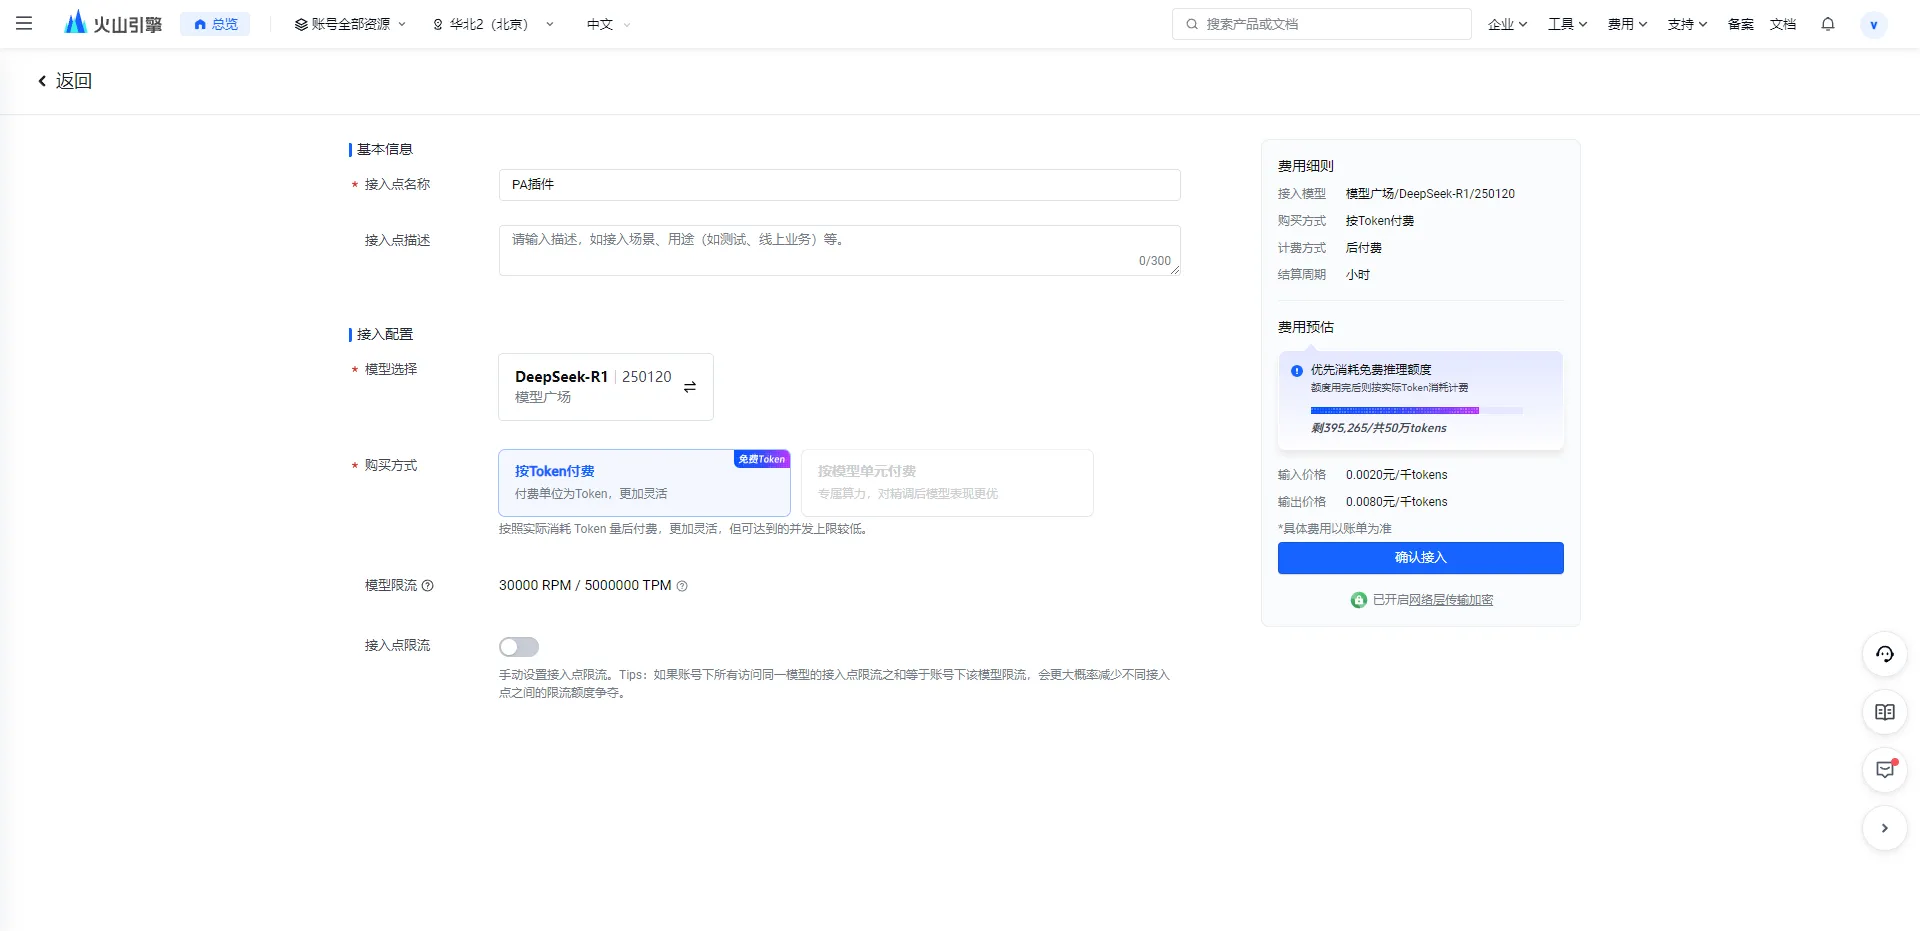 火山引擎
总览
账号全部资源
华北2（北京）
中文
搜索产品或文档
企业
工具
费用
支持
备案
文档
v
返回
基本信息
* 接入点名称
PA插件
接入点描述
请输入描述，如接入场景、用途（如测试、线上业务）等。
0/300
接入配置
* 模型选择
DeepSeek-R1 | 250120
模型广场
* 购买方式
按Token付费
免费Token
付费单位为Token，更加灵活
按模型单元付费
专属算力，对精调后模型表现更优
按照实际消耗 Token 量后付费，更加灵活，但可达到的并发上限较低。
模型限流
30000 RPM / 5000000 TPM
接入点限流
手动设置接入点限流。Tips：如果账号下所有访问同一模型的接入点限流之和等于账号下该模型限流，会更大概率减少不同接入
点之间的限流额度争夺。
费用细则
接入模型 模型广场/DeepSeek-R1/250120
购买方式 按Token付费
计费方式 后付费
结算周期 小时
费用预估
优先消耗免费推理额度
额度用完后则按实际Token消耗计费
剩395,265/共50万tokens
输入价格 0.0020元/千tokens
输出价格 0.0080元/千tokens
*具体费用以账单为准
确认接入
已开启网络层传输加密